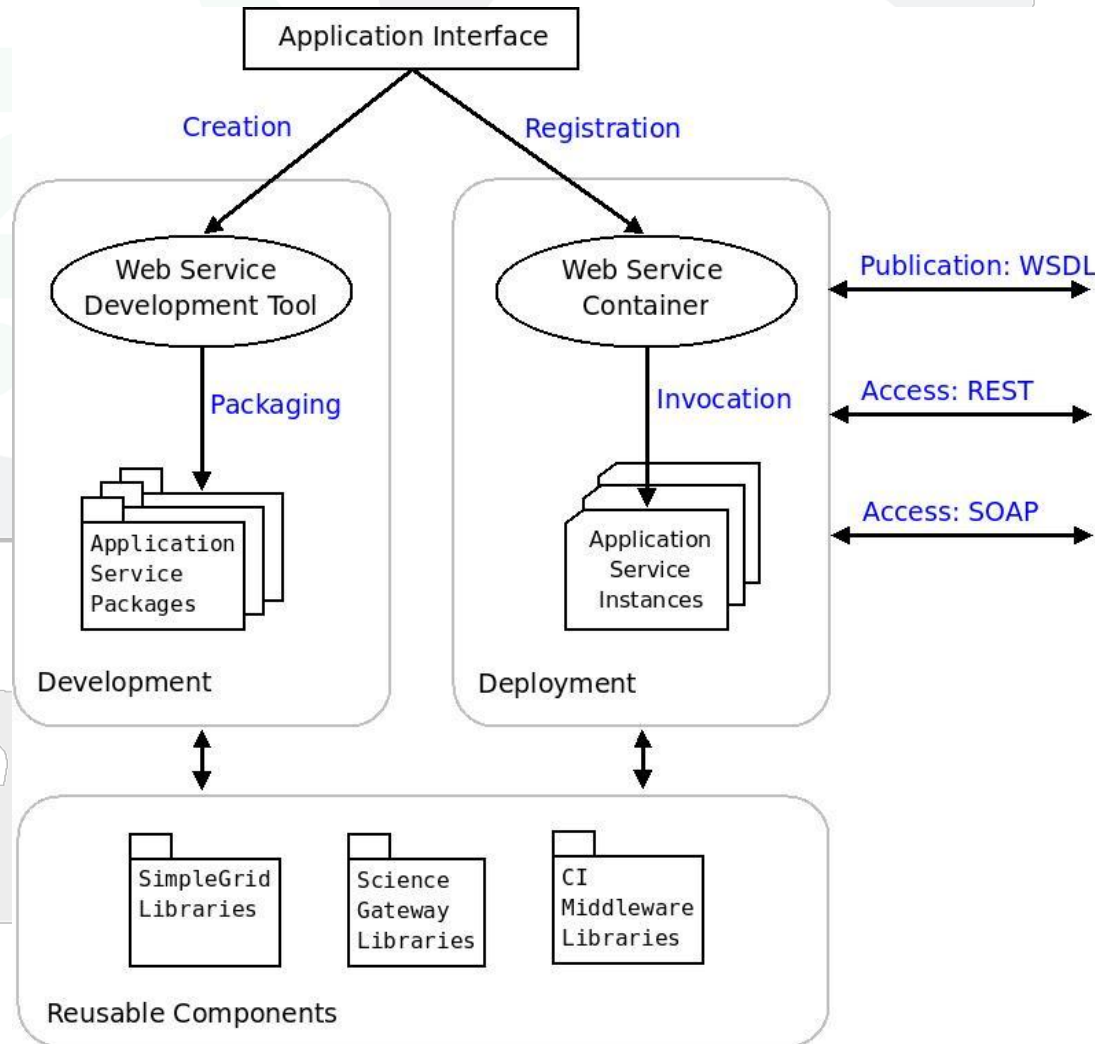 Application Interface
Creation
Registration
Web Service
Development Tool
Web Service
Container
Publication: WSDL
Packaging
Invocation
Access: REST
Access: SOAP
Application
Service
Packages
Application
Service
Instances
Development
Deployment
SimpleGrid
Libraries
Science
Gateway
Libraries
CI
Middleware
Libraries
Reusable Components